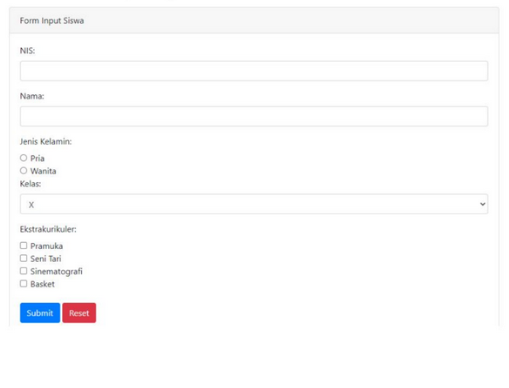 Form Input Siswa
NIS:
Nama:
Jenis Kelamin:
Pria
Wanita
Kelas:
X
Ekstrakurikuler:
Pramuka
Seni Tari
Sinematografi
Basket
Submit Reset